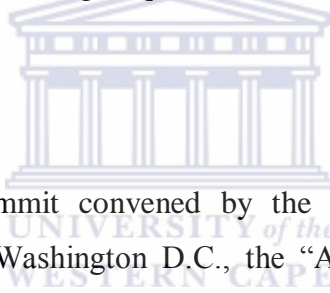 mmit convened by the
UNIVERSITY of the
Washington D.C., the “A
WESTERN CAPE